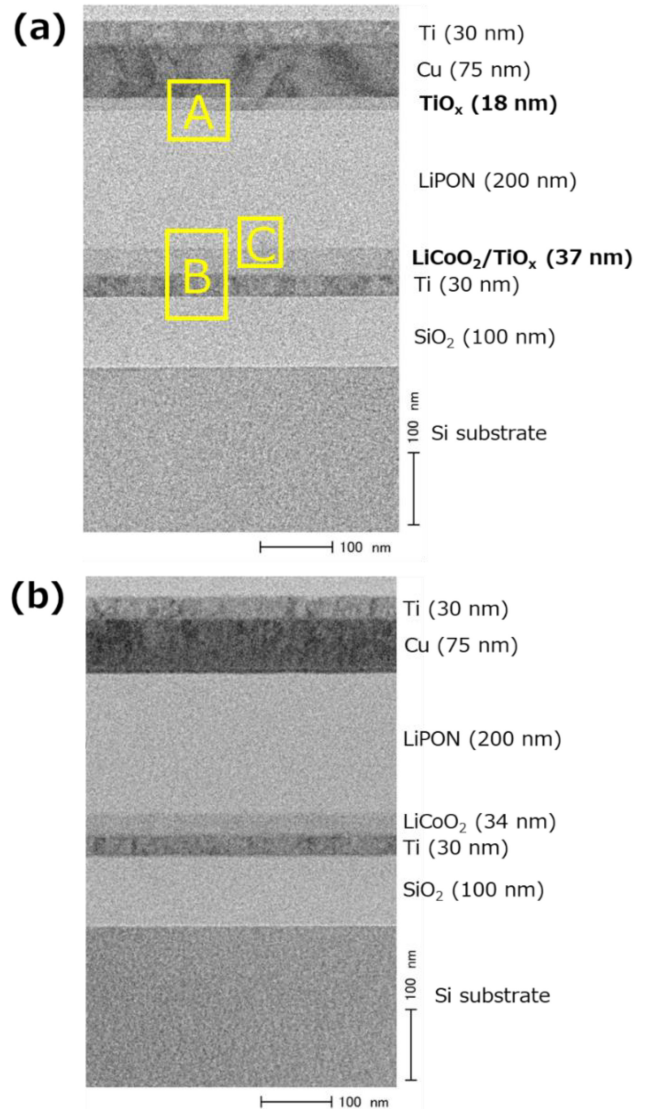 (a)
Ti (30 nm)
Cu (75 nm)
A
TiOₓ (18 nm)
LiPON (200 nm)
C
LiCoO₂/TiOₓ (37 nm)
B
Ti (30 nm)
SiO₂ (100 nm)
100 nm
Si substrate
100 nm
(b)
Ti (30 nm)
Cu (75 nm)
LiPON (200 nm)
LiCoO₂ (34 nm)
Ti (30 nm)
SiO₂ (100 nm)
100 nm
Si substrate
100 nm